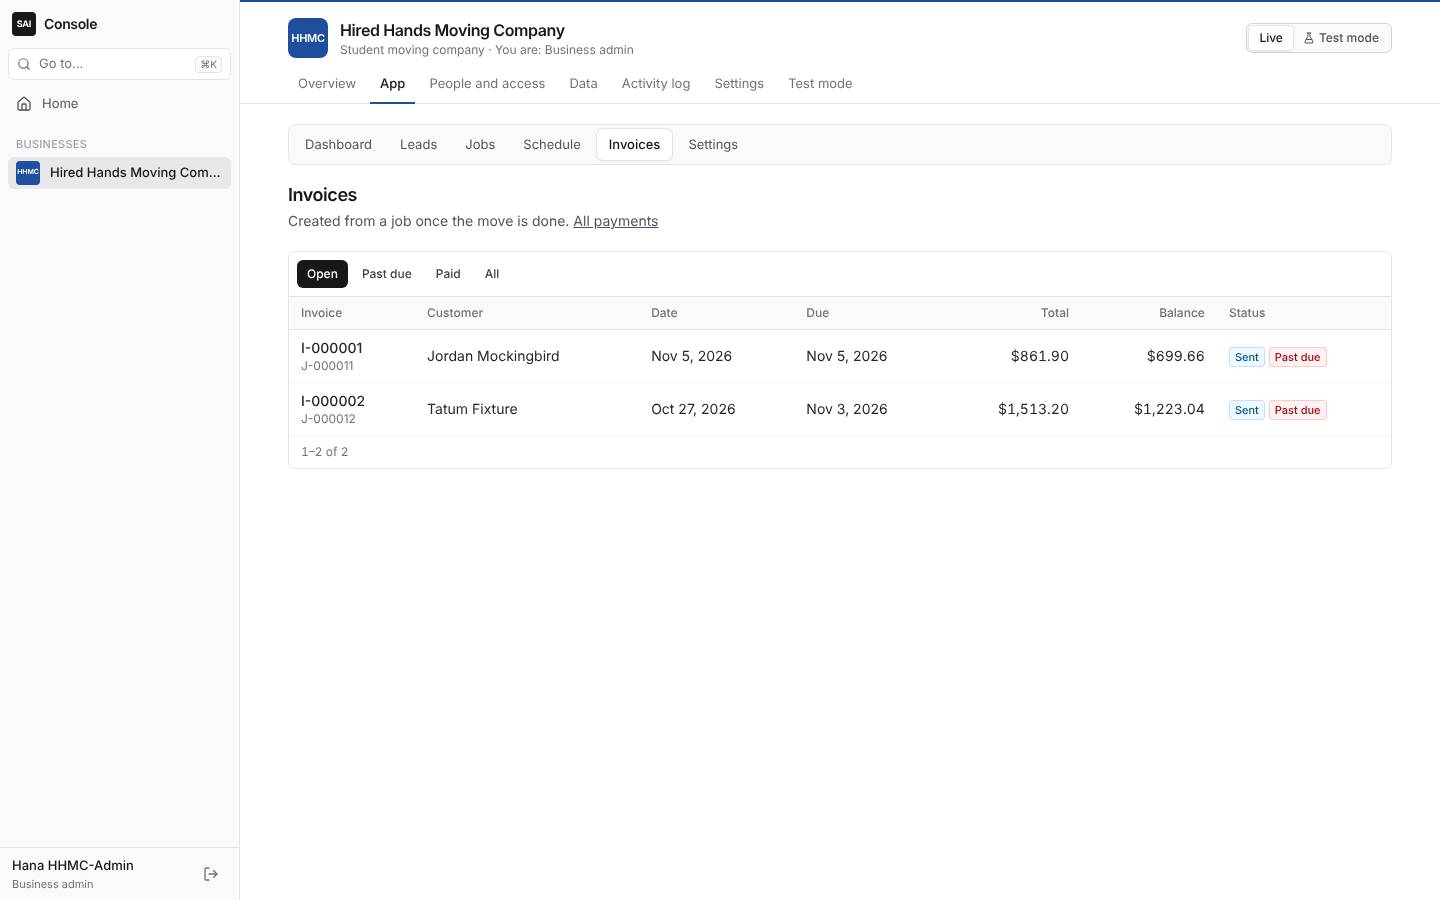 SAI Console
Go to... ⌘K
Home
BUSINESSES
HHMC Hired Hands Moving Com...
Hana HHMC-Admin
Business admin
HHMC
Hired Hands Moving Company
Student moving company · You are: Business admin
Live Test mode
Overview App People and access Data Activity log Settings Test mode
Dashboard Leads Jobs Schedule Invoices Settings
Invoices
Created from a job once the move is done. All payments
Open Past due Paid All
Invoice Customer Date Due Total Balance Status
I-000001 Jordan Mockingbird Nov 5, 2026 Nov 5, 2026 $861.90 $699.66 Sent Past due
J-000011
I-000002 Tatum Fixture Oct 27, 2026 Nov 3, 2026 $1,513.20 $1,223.04 Sent Past due
J-000012
1–2 of 2